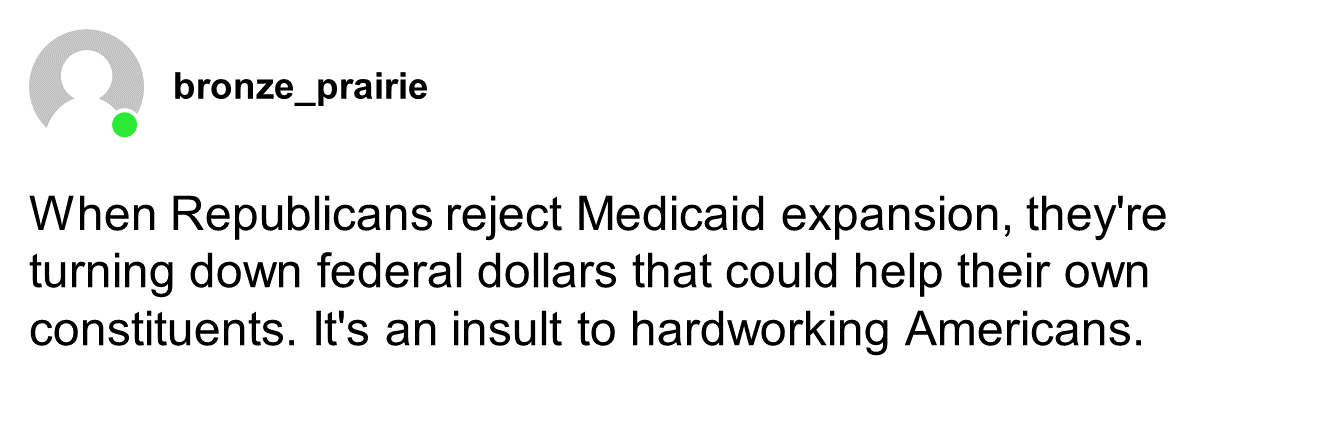 bronze_prairie
When Republicans reject Medicaid expansion, they're
turning down federal dollars that could help their own
constituents. It's an insult to hardworking Americans.